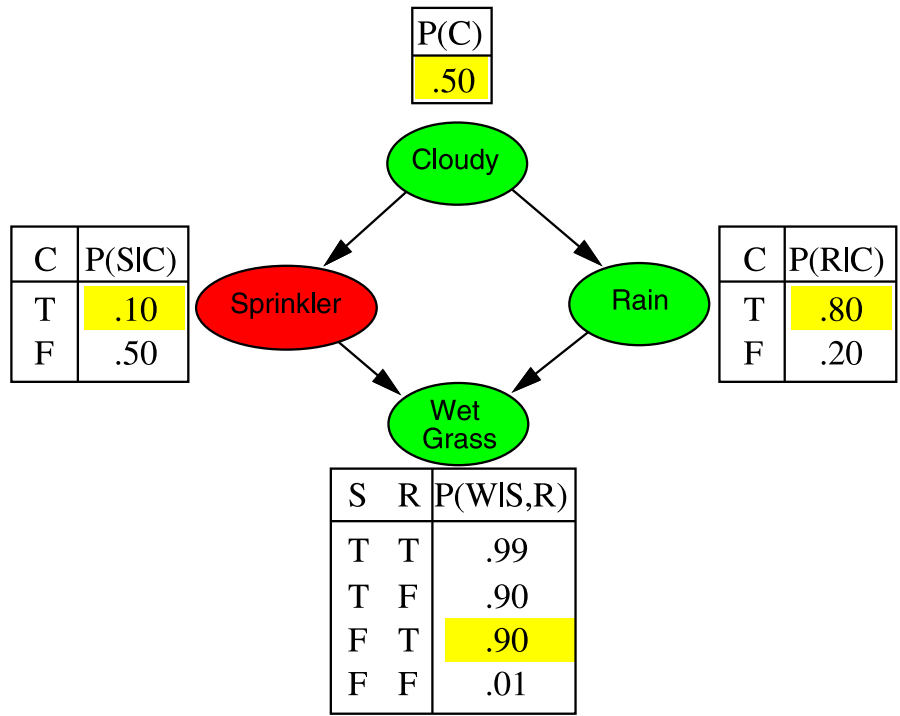 P(C)
.50
Cloudy
C P(S|C)
T .10
F .50
Sprinkler
Rain
C P(R|C)
T .80
F .20
Wet
Grass
S R P(W|S,R)
T T .99
T F .90
F T .90
F F .01